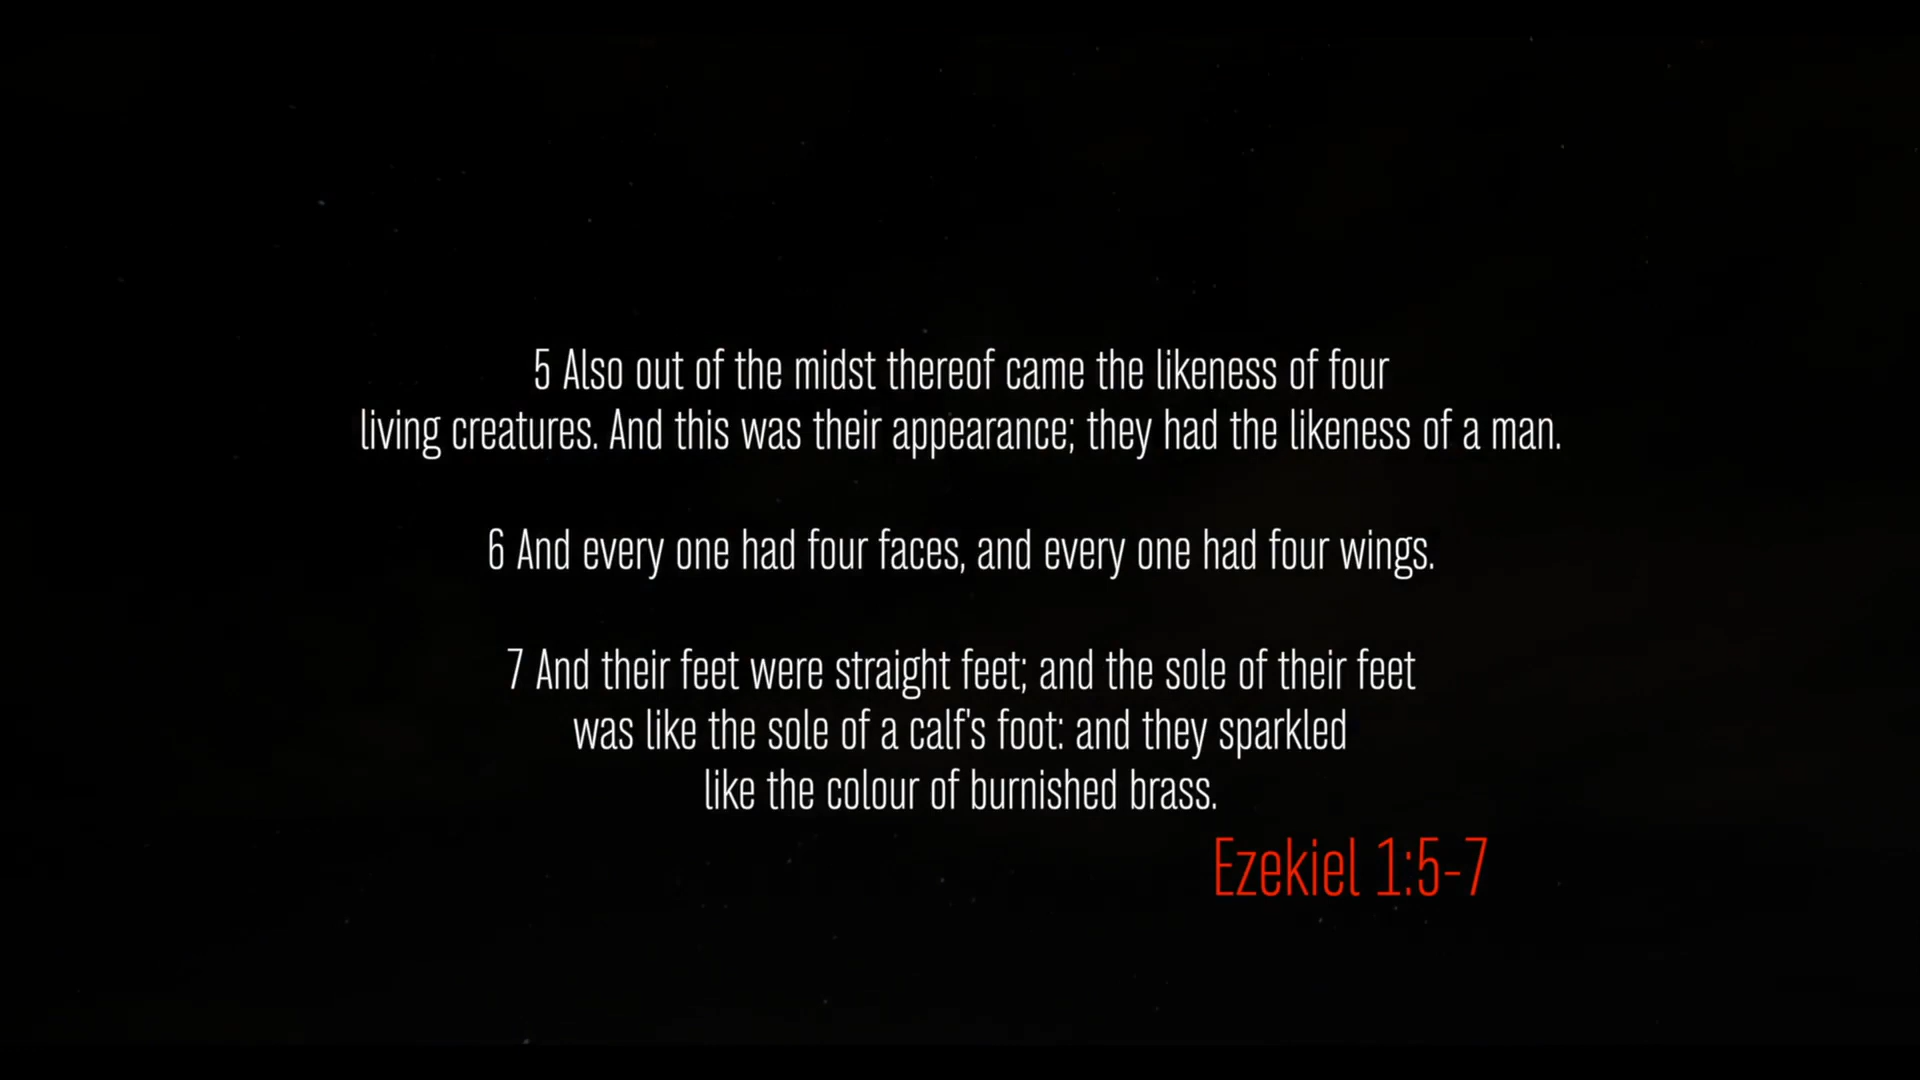 5 Also out of the midst thereof came the likeness of four
living creatures. And this was their appearance; they had the likeness of a man.
6 And every one had four faces, and every one had four wings.
7 And their feet were straight feet; and the sole of their feet
was like the sole of a calf's foot: and they sparkled
like the colour of burnished brass.
Ezekiel 1:5-7